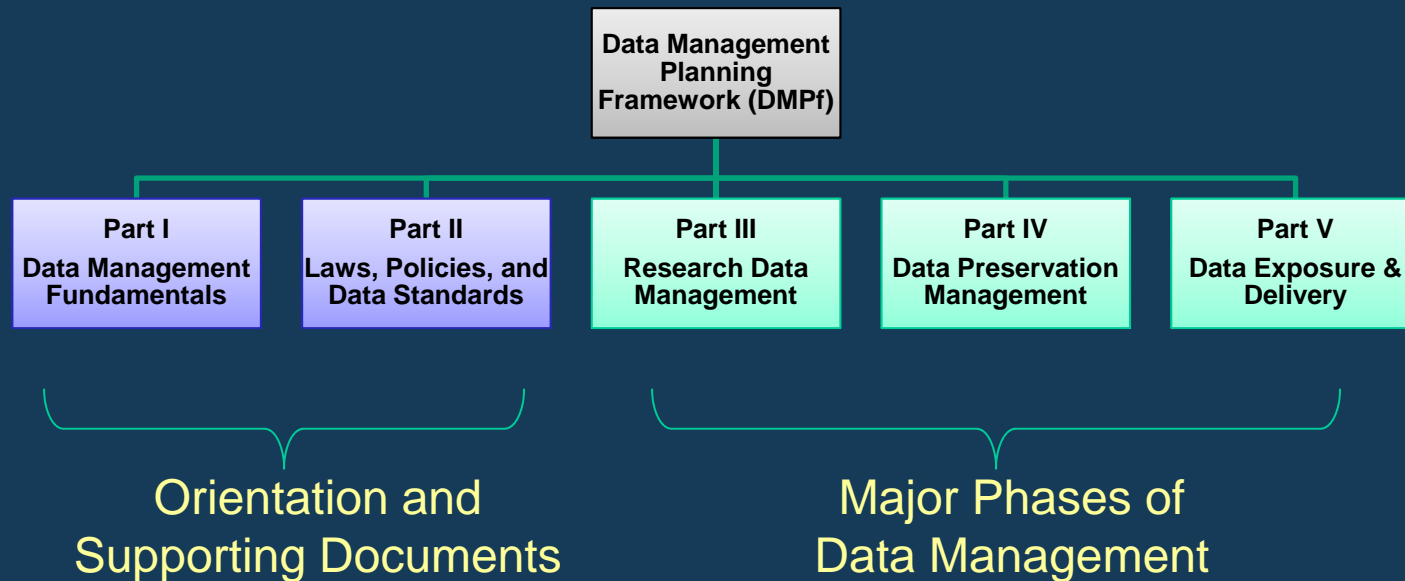 Data Management
Planning
Framework (DMPf)
Part I
Data Management
Fundamentals
Part II
Laws, Policies, and
Data Standards
Part III
Research Data
Management
Part IV
Data Preservation
Management
Part V
Data Exposure &
Delivery
Orientation and
Supporting Documents
Major Phases of
Data Management